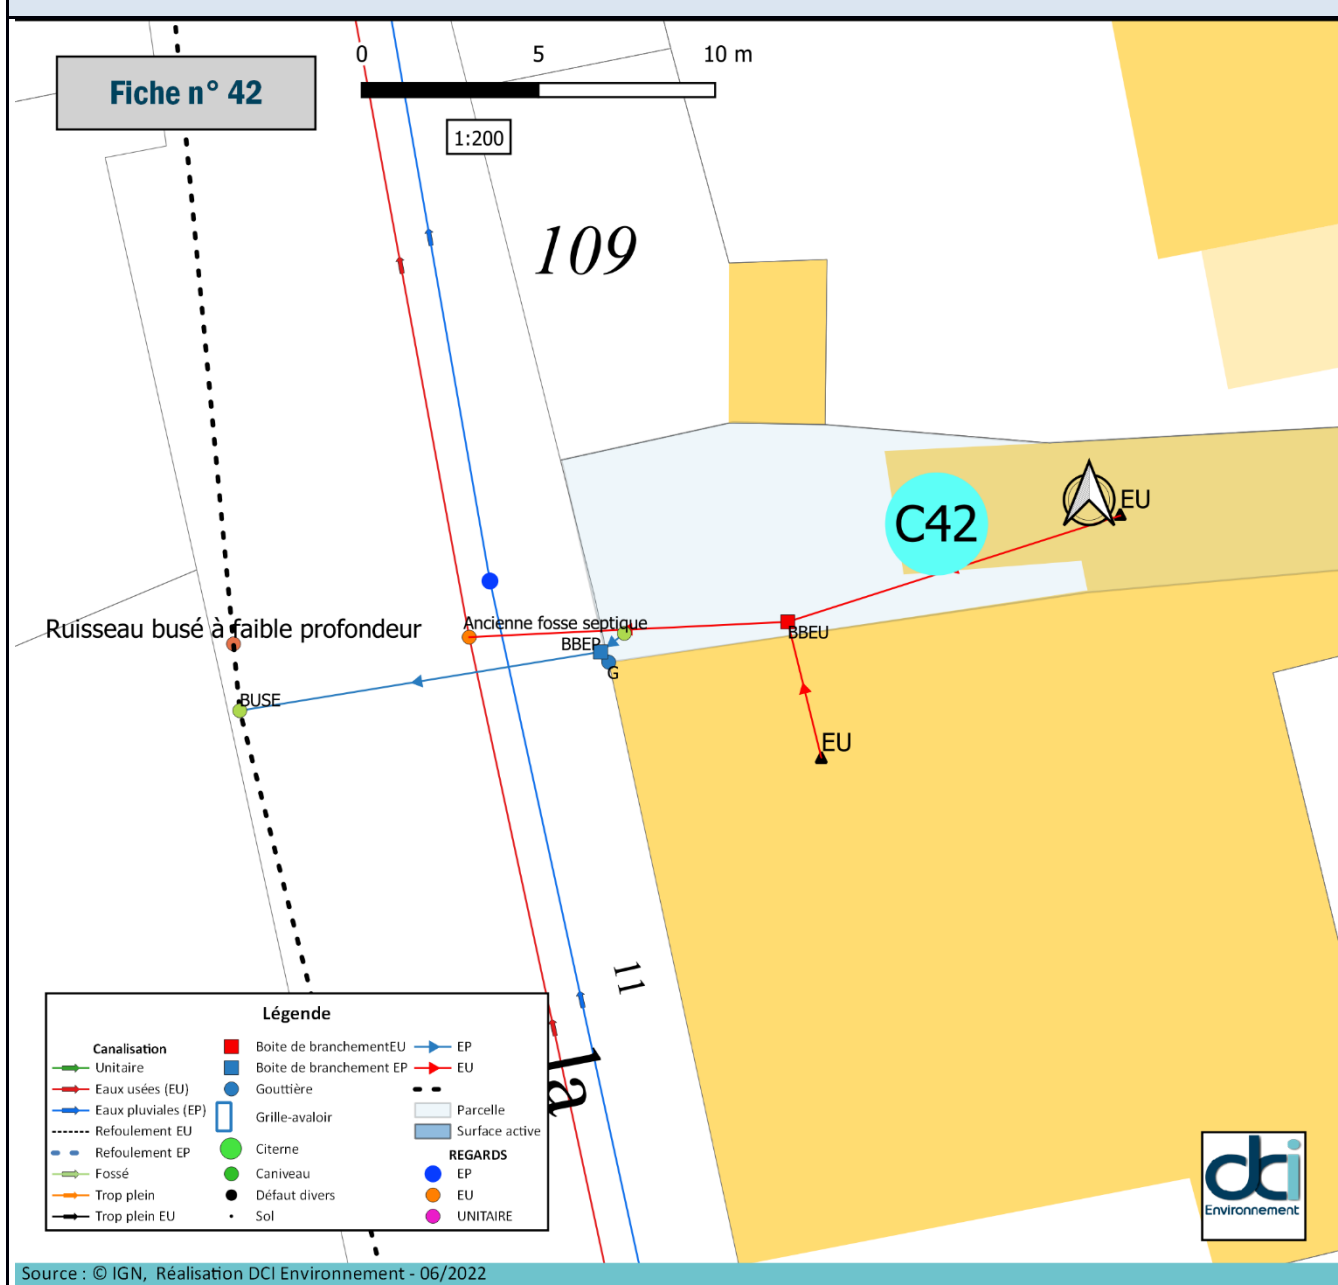 Fiche n° 42
0 5 10 m
1:200
109
C42
EU
Ruisseau busé à faible profondeur
Ancienne fosse septique
BBEU
BBEP
G
BUSE
EU
11
la
Légende
Canalisation
Unitaire
Eaux usées (EU)
Eaux pluviales (EP)
Refoulement EU
Refoulement EP
Fossé
Trop plein
Trop plein EU
Boite de branchementEU
Boite de branchement EP
Gouttière
Grille-avaloir
Citerne
Caniveau
Défaut divers
Sol
EP
EU
Parcelle
Surface active
REGARDS
EP
EU
UNITAIRE
dci
Environnement
Source : © IGN, Réalisation DCI Environnement - 06/2022